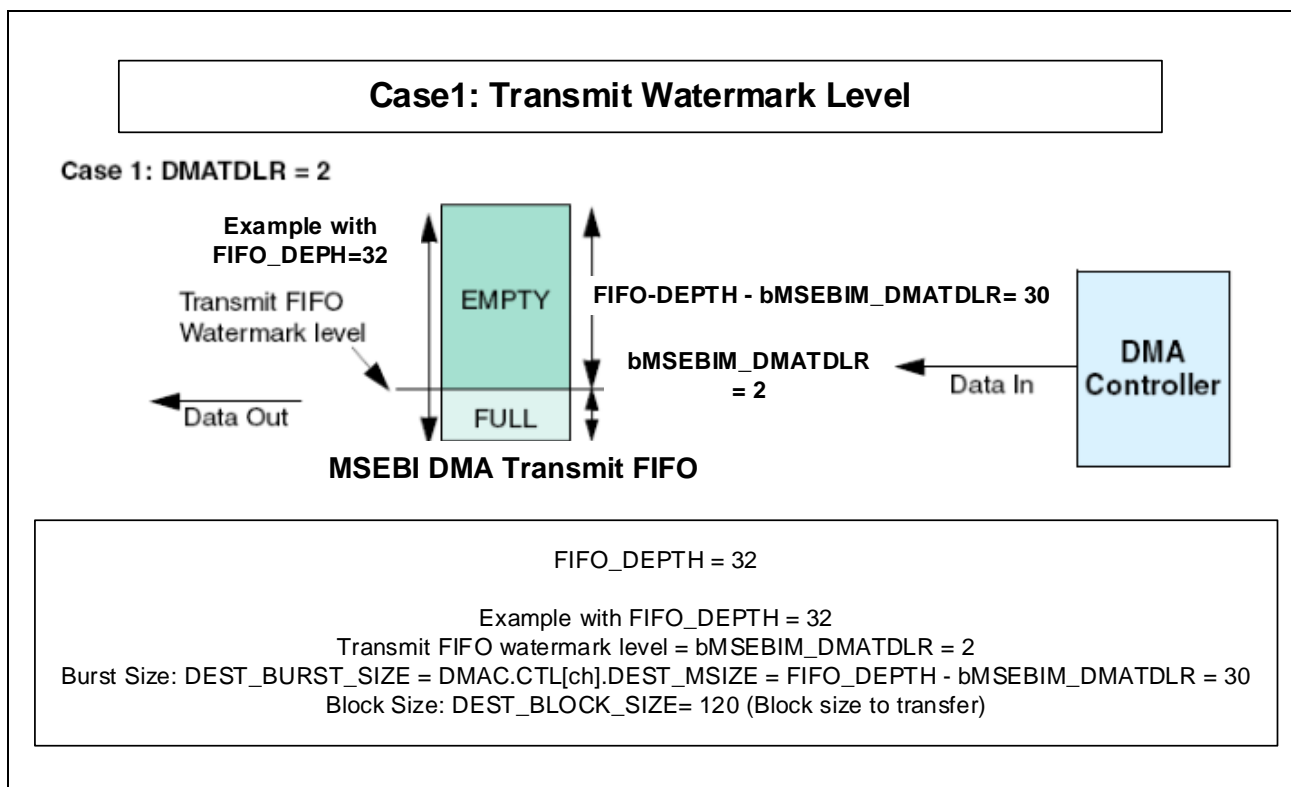 Case1: Transmit Watermark Level
Case 1: DMATDLR = 2
Example with
FIFO_DEPH=32
Transmit FIFO
Watermark level
EMPTY
FIFO-DEPTH - bMSEBIM_DMATDLR= 30
bMSEBIM_DMATDLR
= 2
Data In
DMA
Controller
Data Out
FULL
MSEBI DMA Transmit FIFO
FIFO_DEPTH = 32
Example with FIFO_DEPTH = 32
Transmit FIFO watermark level = bMSEBIM_DMATDLR = 2
Burst Size: DEST_BURST_SIZE = DMAC.CTL[ch].DEST_MSIZE = FIFO_DEPTH - bMSEBIM_DMATDLR = 30
Block Size: DEST_BLOCK_SIZE= 120 (Block size to transfer)